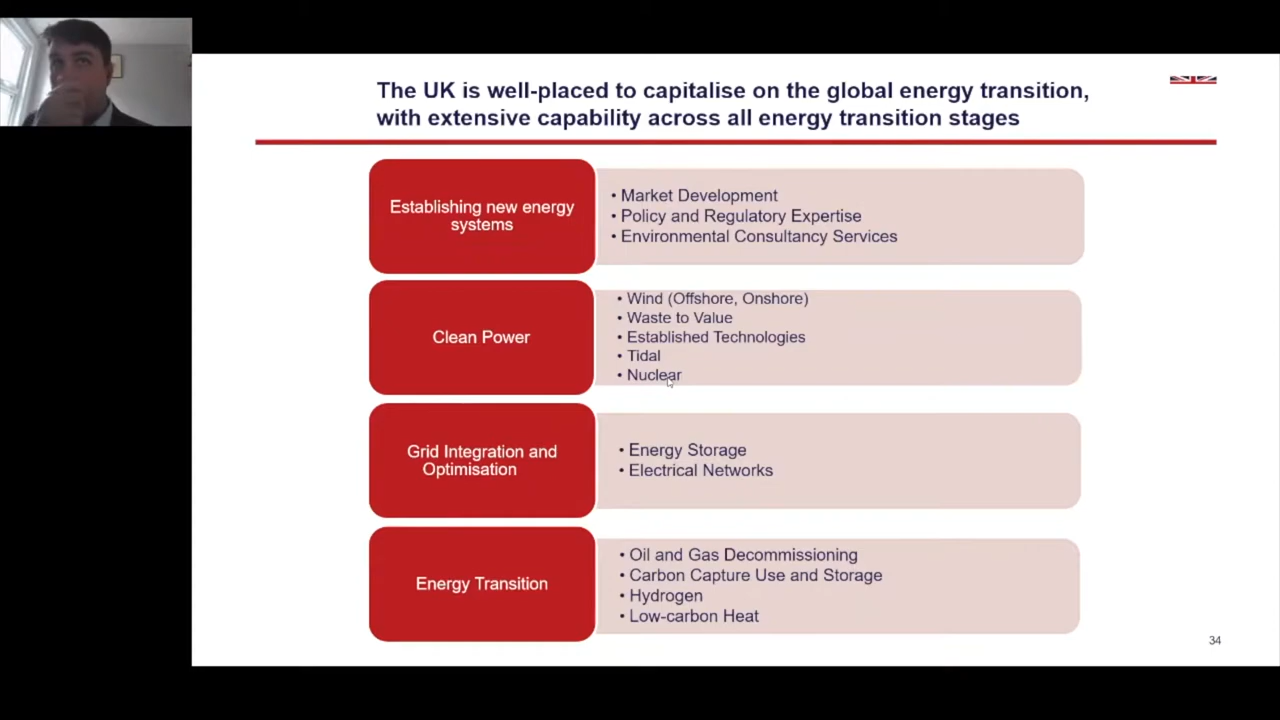 The UK is well-placed to capitalise on the global energy transition,
with extensive capability across all energy transition stages
Establishing new energy
systems
• Market Development
• Policy and Regulatory Expertise
• Environmental Consultancy Services
Clean Power
• Wind (Offshore, Onshore)
• Waste to Value
• Established Technologies
• Tidal
• Nuclear
Grid Integration and
Optimisation
• Energy Storage
• Electrical Networks
Energy Transition
• Oil and Gas Decommissioning
• Carbon Capture Use and Storage
• Hydrogen
• Low-carbon Heat
34